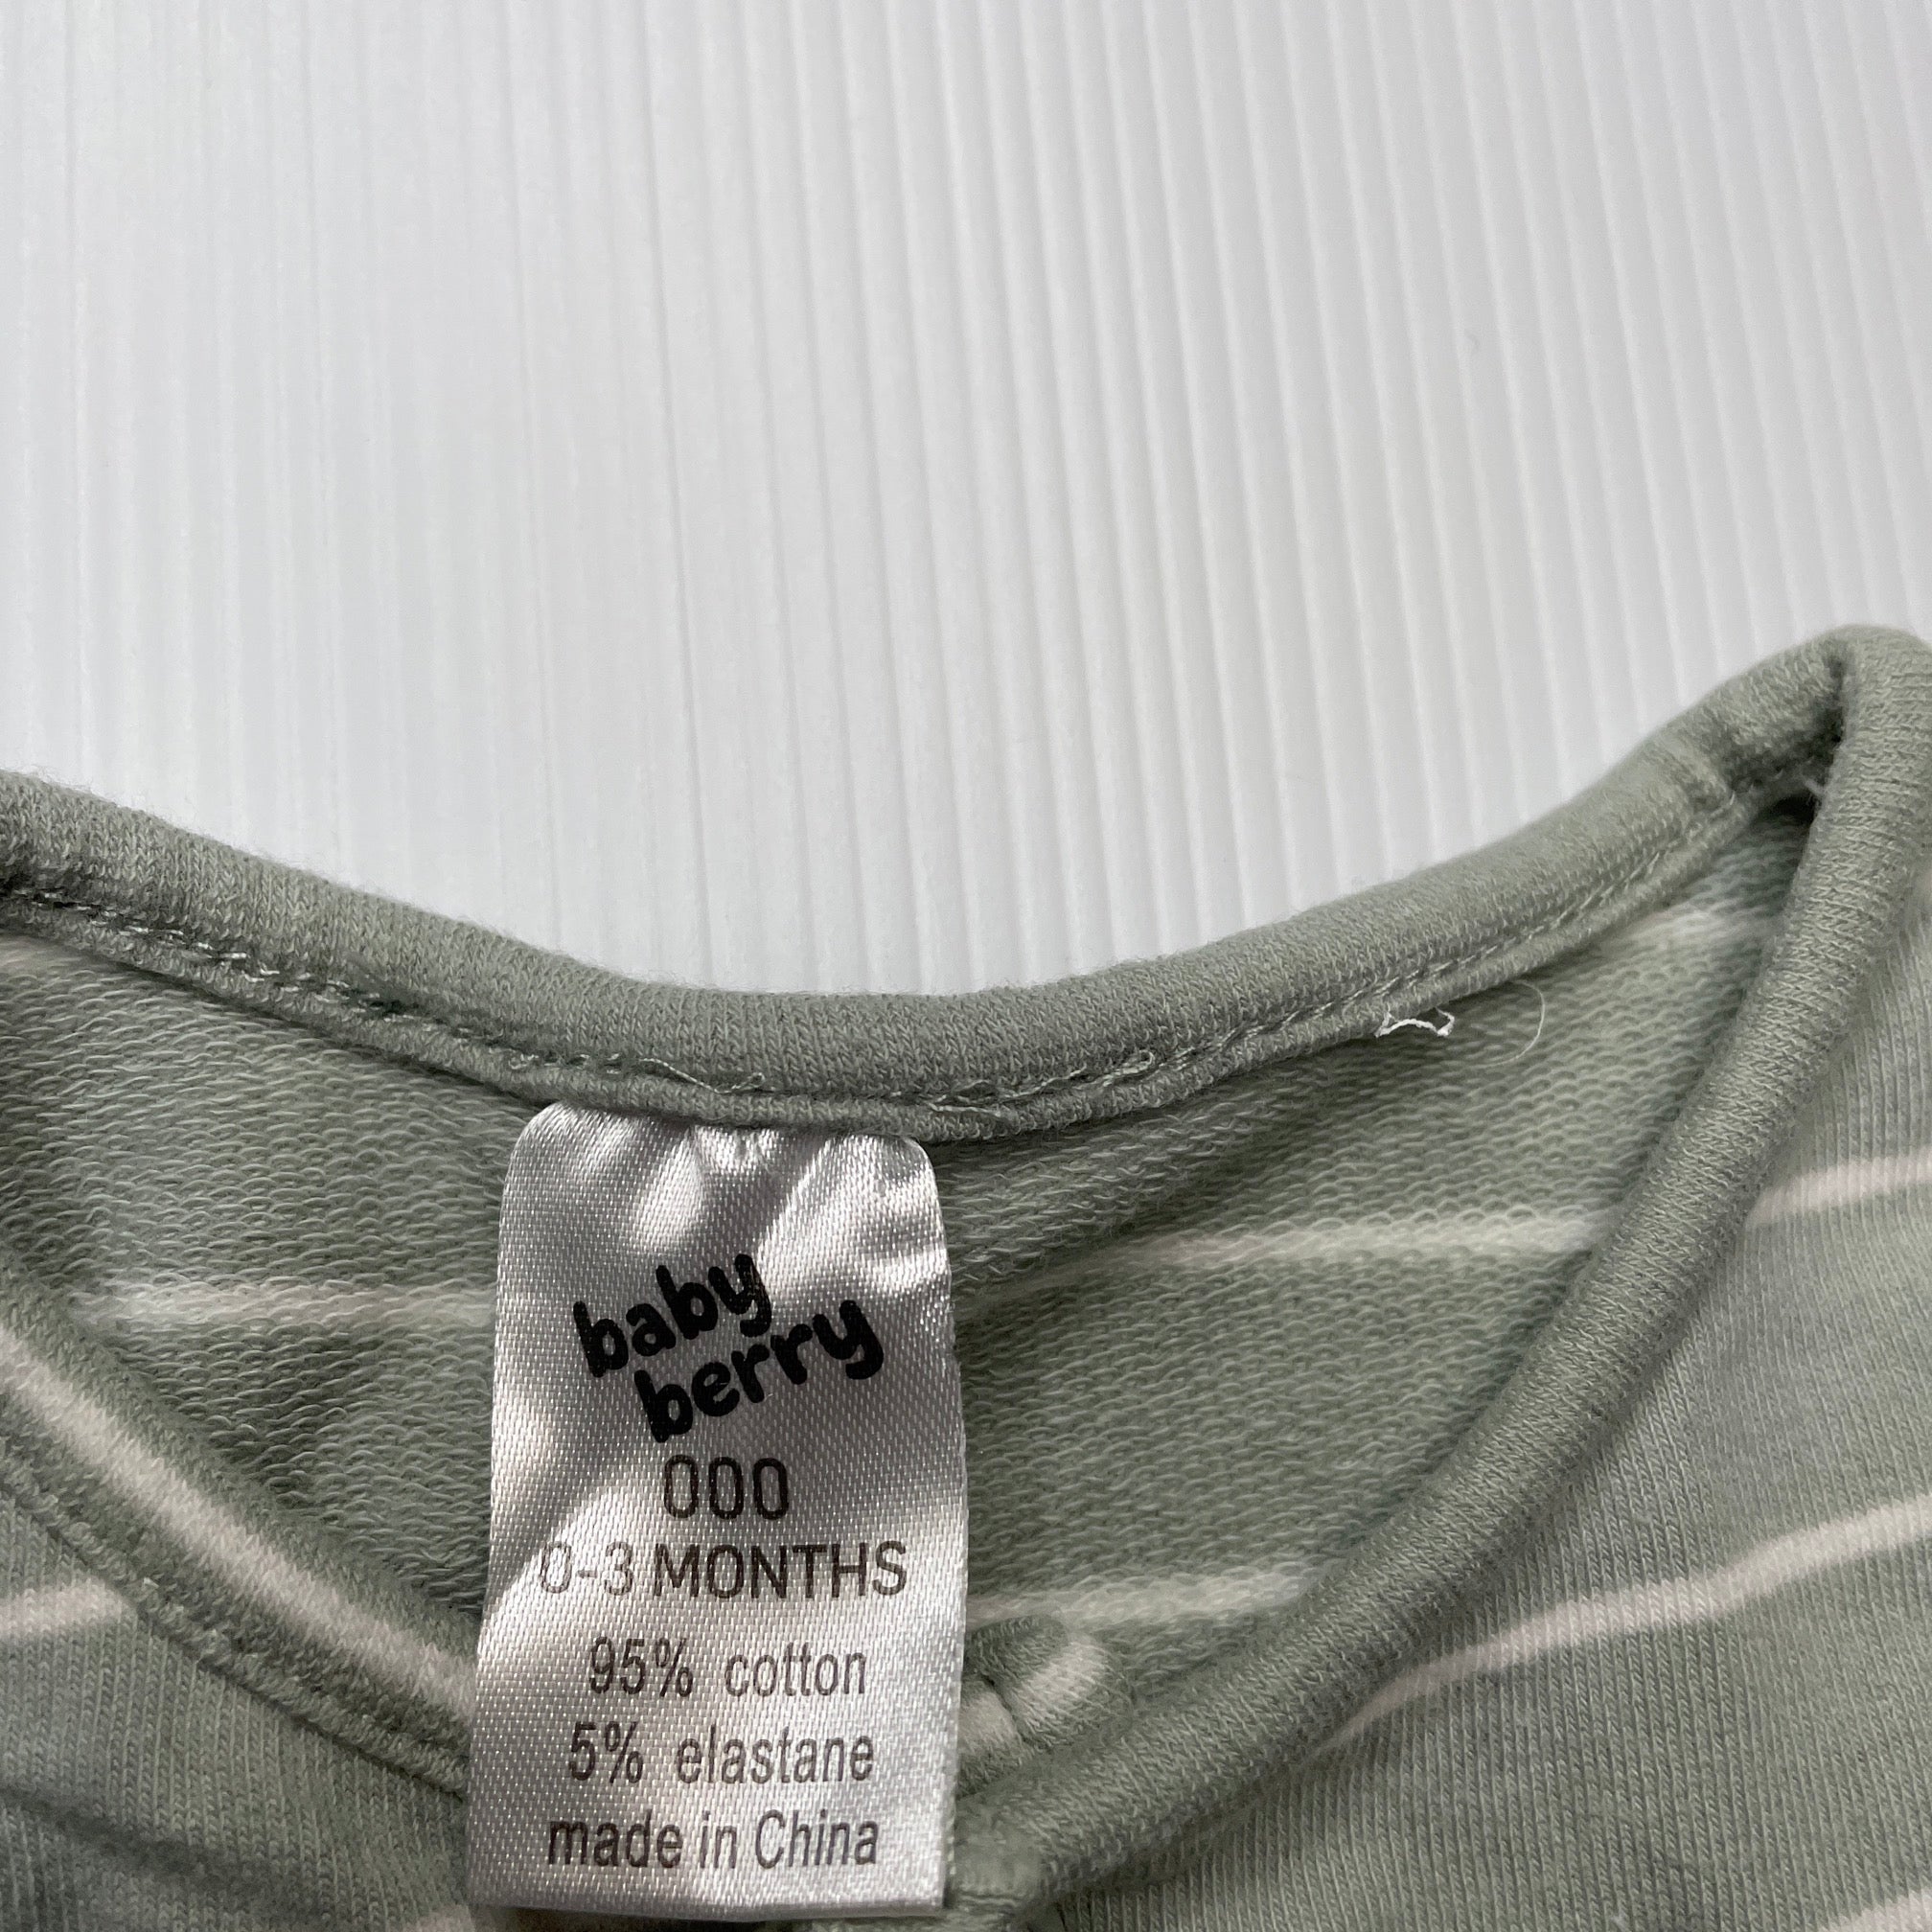 baby
berry
000
0-3 MONTHS
95% cotton
5% elastane
made in China